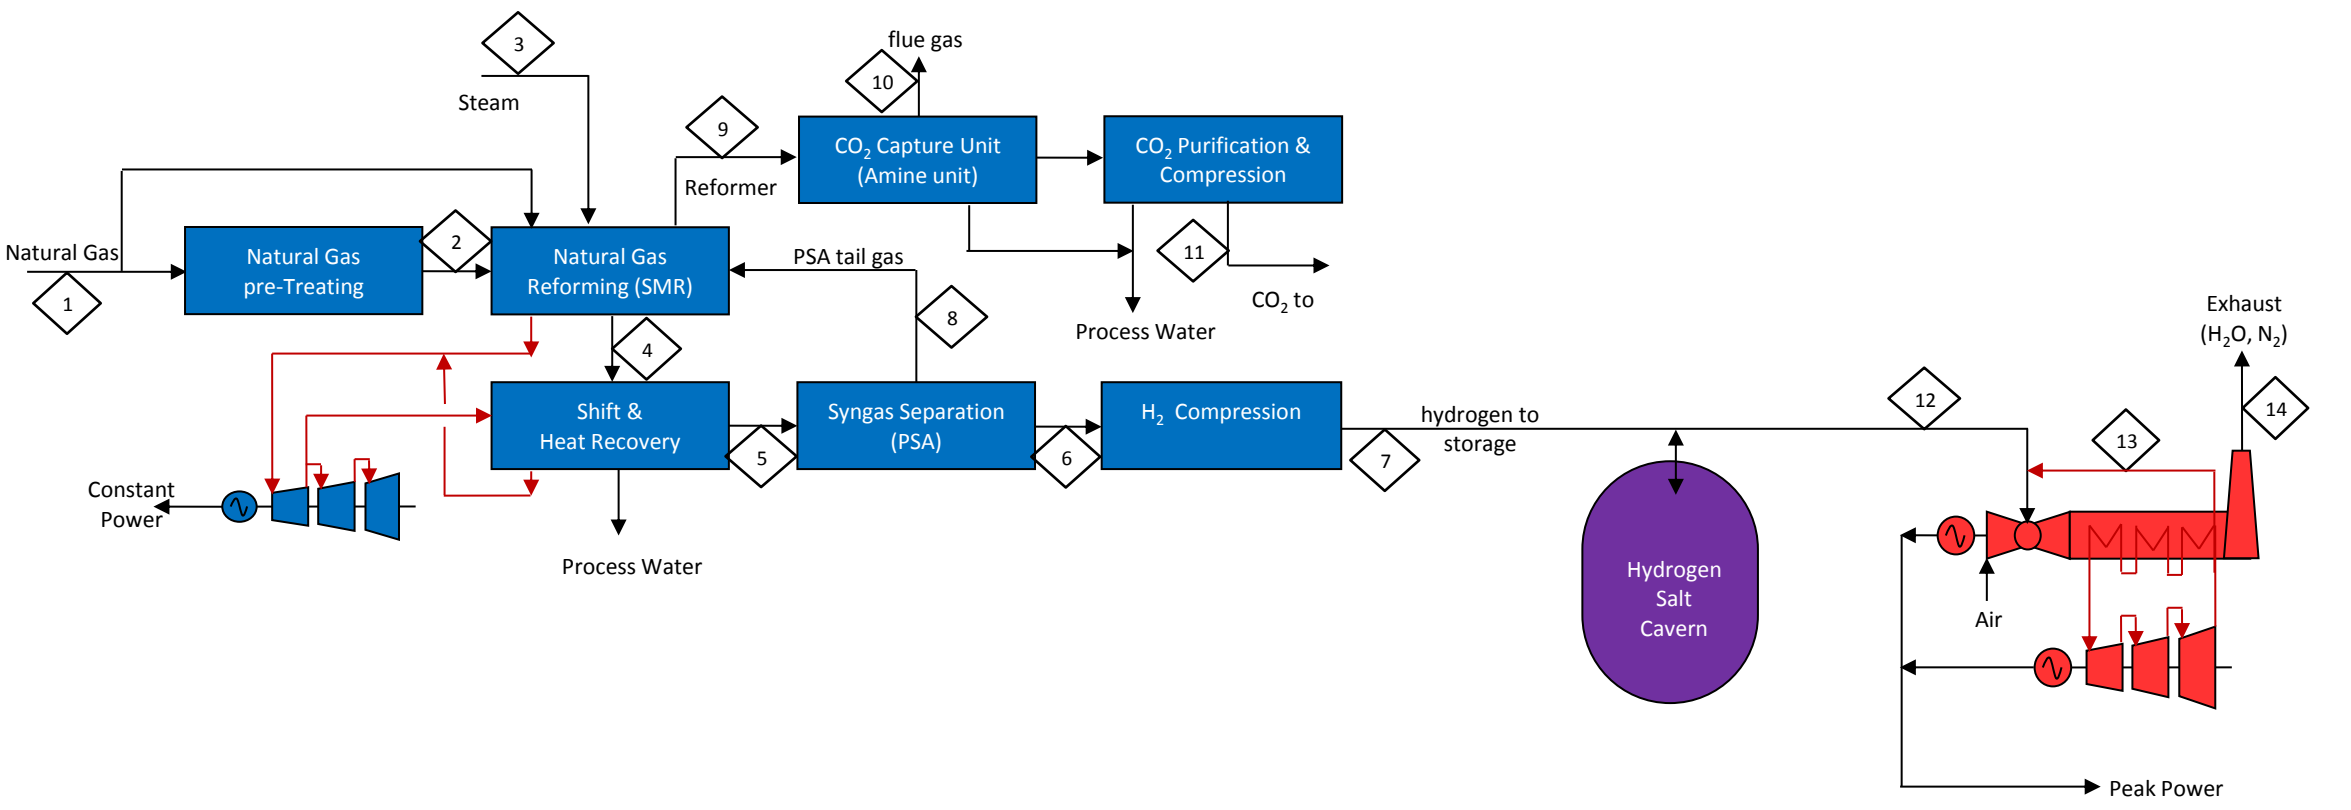 3
Steam
flue gas
10
9
Reformer
CO2 Capture Unit
(Amine unit)
CO2 Purification &
Compression
Natural Gas
1
Natural Gas
pre-Treating
2
Natural Gas
Reforming (SMR)
PSA tail gas
8
11
CO2 to
Process Water
4
Shift &
Heat Recovery
5
Syngas Separation
(PSA)
6
H2 Compression
7
hydrogen to
storage
12
Exhaust
(H2O, N2)
13
14
Constant
Power
Process Water
Hydrogen
Salt
Cavern
Air
Peak Power